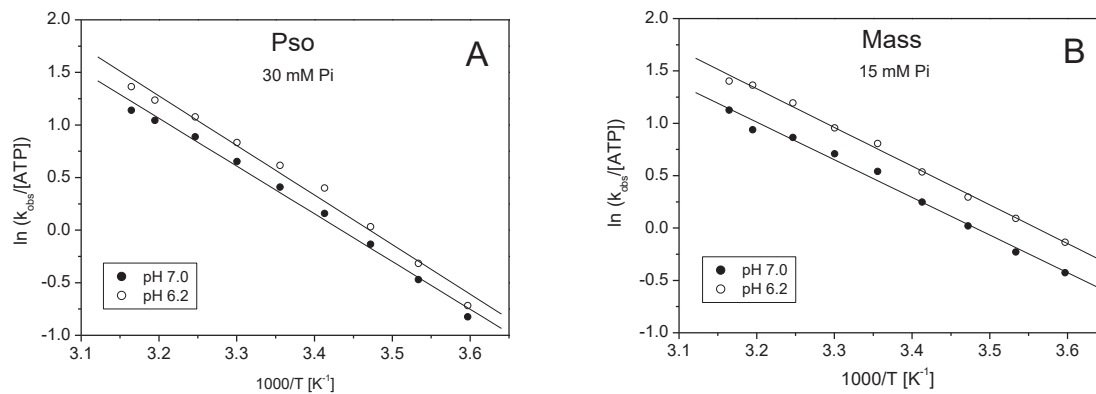 Pso
A
30 mM Pi
2.0
1.5
1.0
0.5
0.0
-0.5
-1.0
ln (kobs/[ATP])
pH 7.0
pH 6.2
3.1 3.2 3.3 3.4 3.5 3.6
1000/T [K⁻¹]
Mass
B
15 mM Pi
2.0
1.5
1.0
0.5
0.0
-0.5
-1.0
ln (kobs/[ATP])
pH 7.0
pH 6.2
3.1 3.2 3.3 3.4 3.5 3.6
1000/T [K⁻¹]